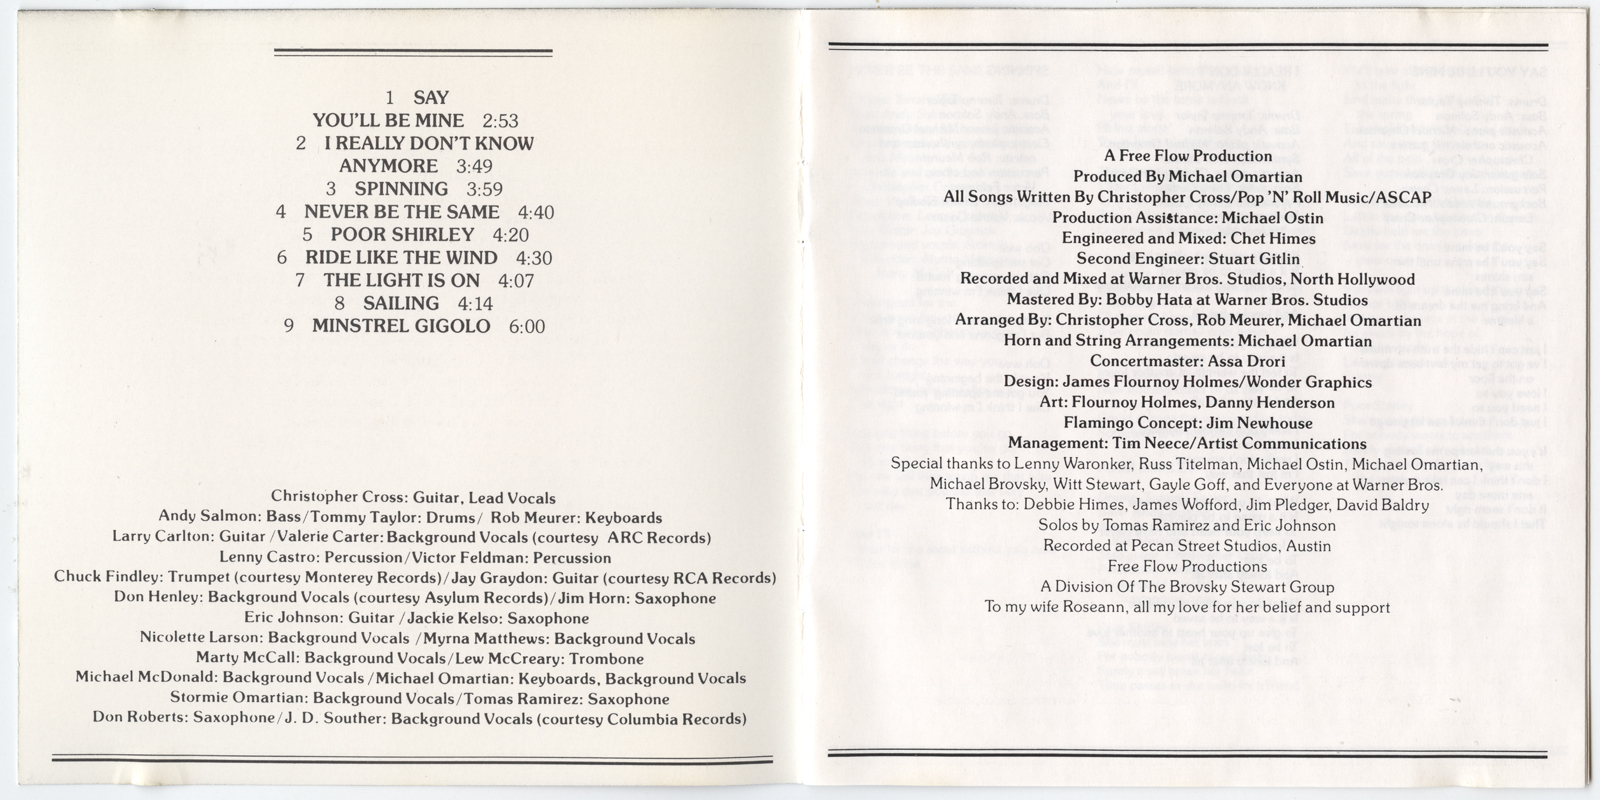 1 SAY
YOU'LL BE MINE 2:53
2 I REALLY DON'T KNOW
ANYMORE 3:49
3 SPINNING 3:59
4 NEVER BE THE SAME 4:40
5 POOR SHIRLEY 4:20
6 RIDE LIKE THE WIND 4:30
7 THE LIGHT IS ON 4:07
8 SAILING 4:14
9 MINSTREL GIGOLO 6:00
Christopher Cross: Guitar, Lead Vocals
Andy Salmon: Bass/Tommy Taylor: Drums/ Rob Meurer: Keyboards
Larry Carlton: Guitar /Valerie Carter: Background Vocals (courtesy ARC Records)
Lenny Castro: Percussion/Victor Feldman: Percussion
Chuck Findley: Trumpet (courtesy Monterey Records)/Jay Graydon: Guitar (courtesy RCA Records)
Don Henley: Background Vocals (courtesy Asylum Records)/Jim Horn: Saxophone
Eric Johnson: Guitar /Jackie Kelso: Saxophone
Nicolette Larson: Background Vocals /Myrna Matthews: Background Vocals
Marty McCall: Background Vocals/Lew McCreary: Trombone
Michael McDonald: Background Vocals /Michael Omartian: Keyboards, Background Vocals
Stormie Omartian: Background Vocals/Tomas Ramirez: Saxophone
Don Roberts: Saxophone/J. D. Souther: Background Vocals (courtesy Columbia Records)
A Free Flow Production
Produced By Michael Omartian
All Songs Written By Christopher Cross/Pop 'N' Roll Music/ASCAP
Production Assistance: Michael Ostin
Engineered and Mixed: Chet Himes
Second Engineer: Stuart Gitlin
Recorded and Mixed at Warner Bros. Studios, North Hollywood
Mastered By: Bobby Hata at Warner Bros. Studios
Arranged By: Christopher Cross, Rob Meurer, Michael Omartian
Horn and String Arrangements: Michael Omartian
Concertmaster: Assa Drori
Design: James Flournoy Holmes/Wonder Graphics
Art: Flournoy Holmes, Danny Henderson
Flamingo Concept: Jim Newhouse
Management: Tim Neece/Artist Communications
Special thanks to Lenny Waronker, Russ Titelman, Michael Ostin, Michael Omartian,
Michael Brovsky, Witt Stewart, Gayle Goff, and Everyone at Warner Bros.
Thanks to: Debbie Himes, James Wofford, Jim Pledger, David Baldry
Solos by Tomas Ramirez and Eric Johnson
Recorded at Pecan Street Studios, Austin
Free Flow Productions
A Division Of The Brovsky Stewart Group
To my wife Roseann, all my love for her belief and support